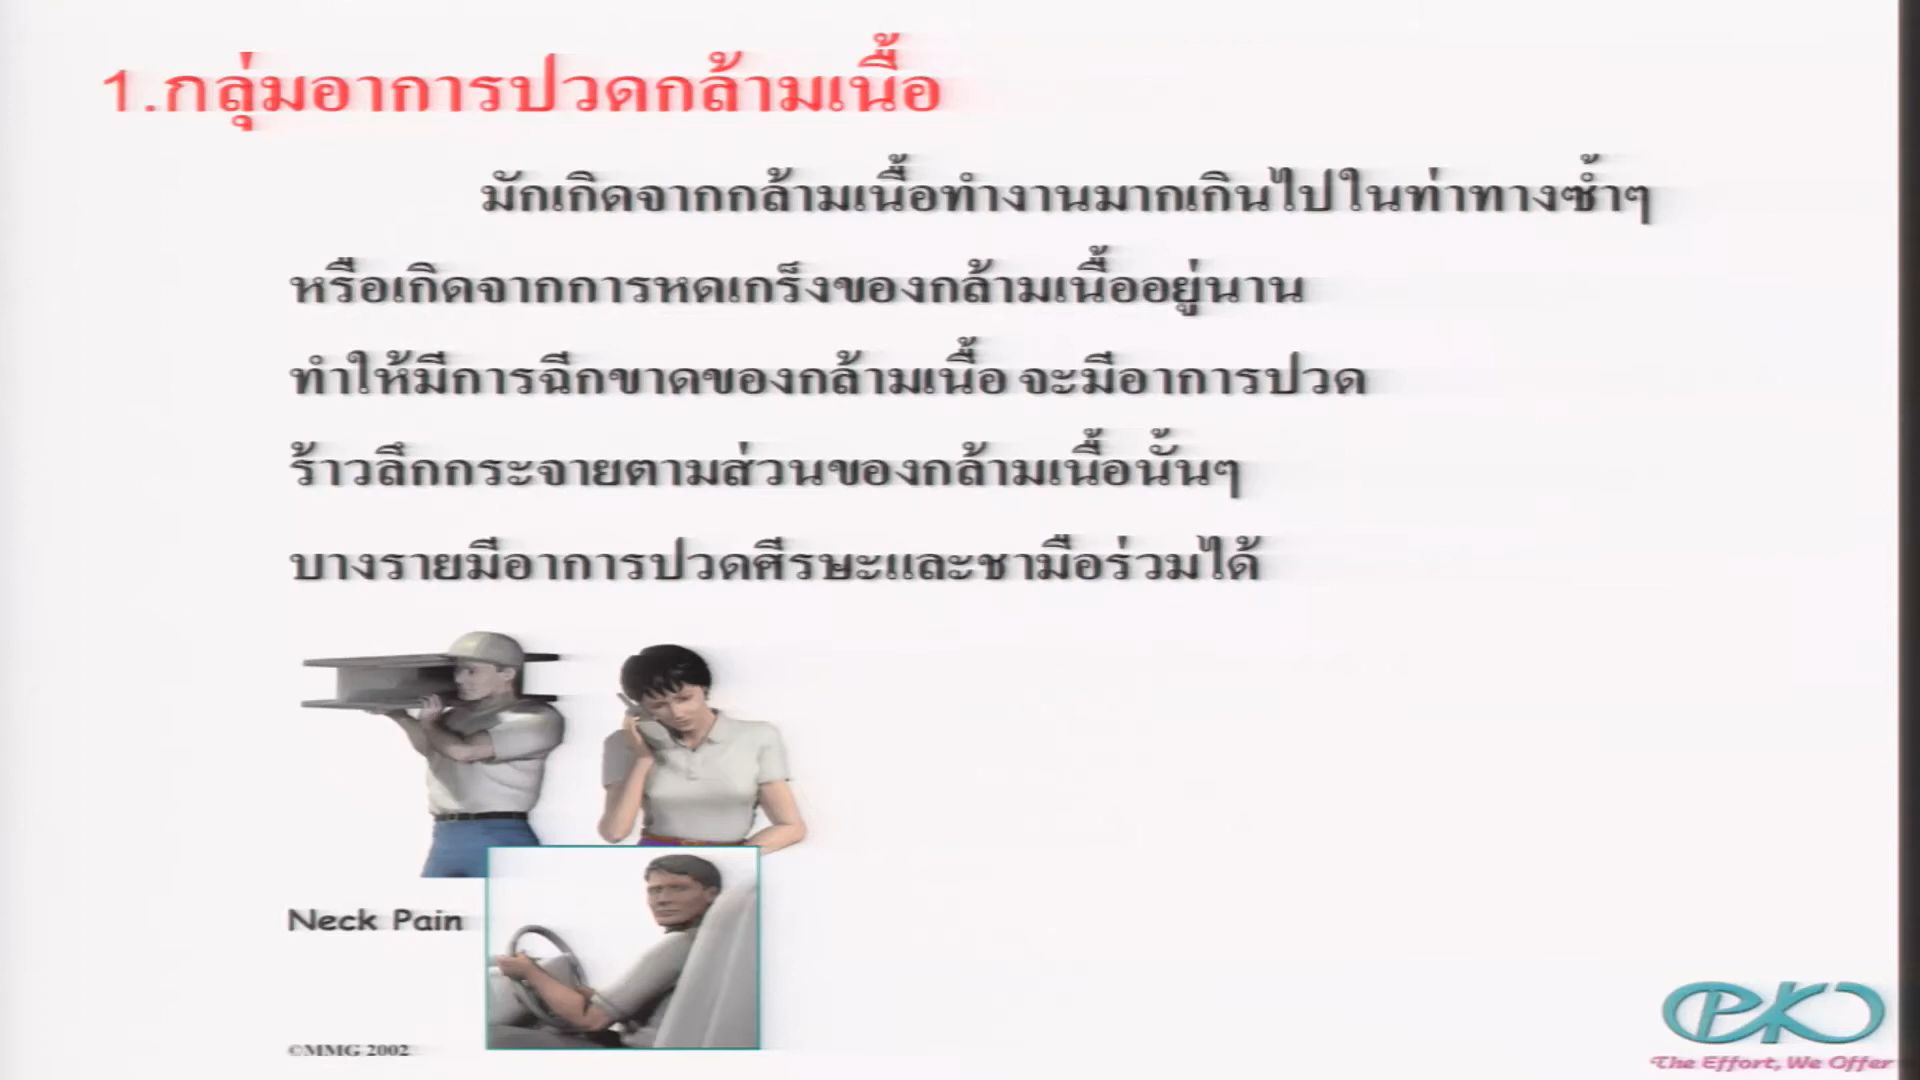 1.กลุ่มอาการปวดกล้ามเนื้อ
มักเกิดจากกล้ามเนื้อทำงานมากเกินไปในท่าทางซ้ำๆ
หรือเกิดจากการหดเกร็งของกล้ามเนื้ออยู่นาน
ทำให้มีการฉีกขาดของกล้ามเนื้อ จะมีอาการปวด
ร้าวลึกกระจายตามส่วนของกล้ามเนื้อนั้นๆ
บางรายมีอาการปวดศีรษะและชามือร่วมได้
Neck Pain
©MMG 2002
PKO
The Effort, We Offer